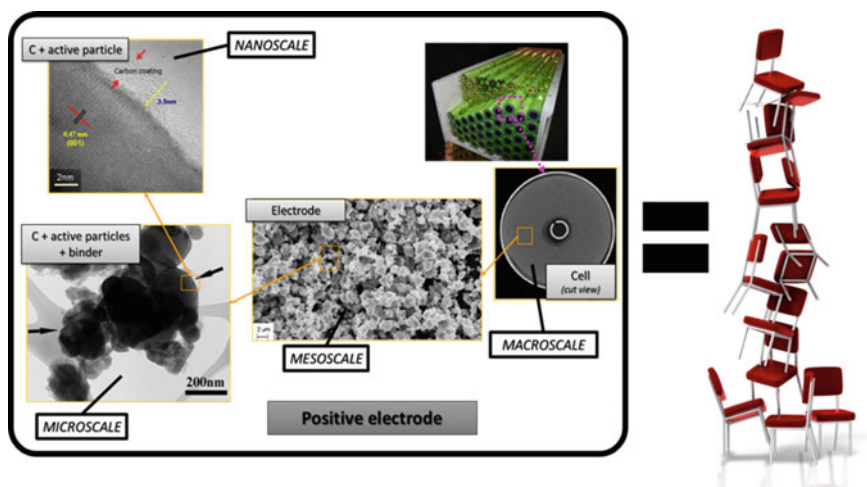 C + active particle
NANOSCALE
Carbon coating
3.5nm
0.47 nm
(001)
2nm
C + active particles
+ binder
200nm
MICROSCALE
Electrode
2 µm
MESOSCALE
Cell
(cut view)
MACROSCALE
Positive electrode